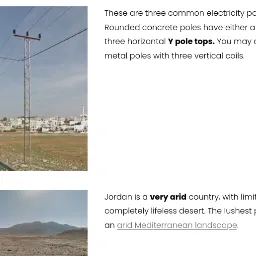 These are three common electricity po
Rounded concrete poles have either a
three horizontal Y pole tops. You may
metal poles with three vertical coils.
Jordan is a very arid country, with limi
completely lifeless desert. The lushest
an arid Mediterranean landscape.